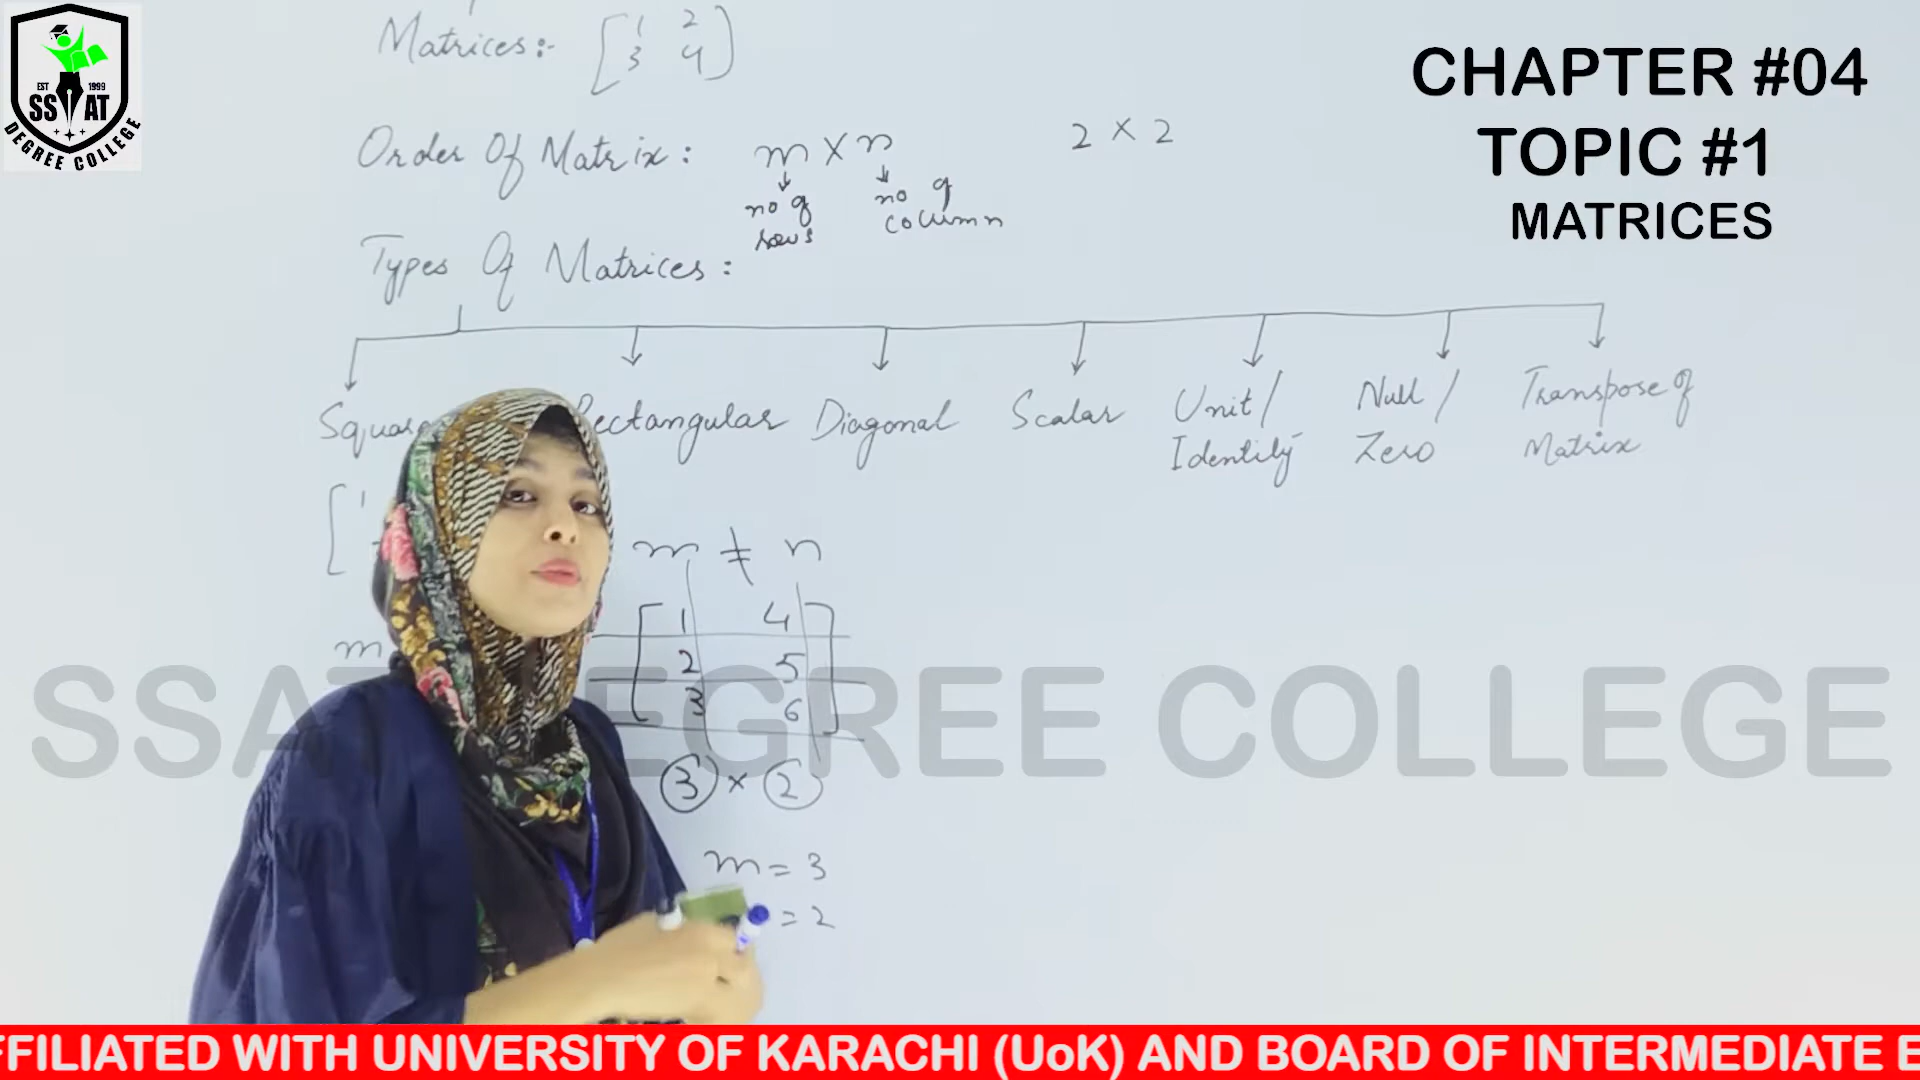 EST 1999
SSAT
DEGREE COLLEGE
CHAPTER #04
TOPIC #1
MATRICES
Matrices:- [1 2
3 4]
Order Of Matrix: m × n
2 × 2
no of rows
no of column
Types Of Matrices:
Rectangular
Diagonal
Scalar
Unit/
Identity
Null/
Zero
Transpose of
Matrix
[1
m
m ≠ n
[1 4
2 5
3 6]
3 × 2
m = 3
= 2
SSAT DEGREE COLLEGE
AFFILIATED WITH UNIVERSITY OF KARACHI (UoK) AND BOARD OF INTERMEDIATE E